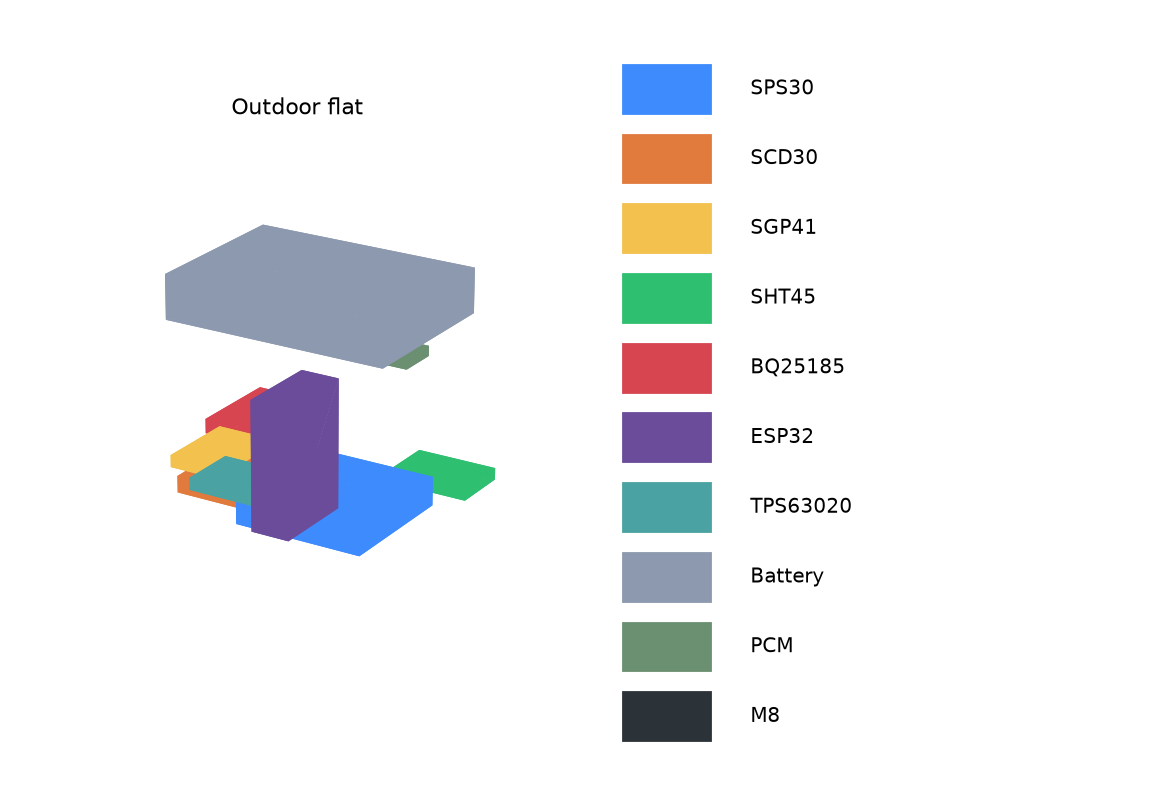 Outdoor flat
SPS30
SCD30
SGP41
SHT45
BQ25185
ESP32
TPS63020
Battery
PCM
M8